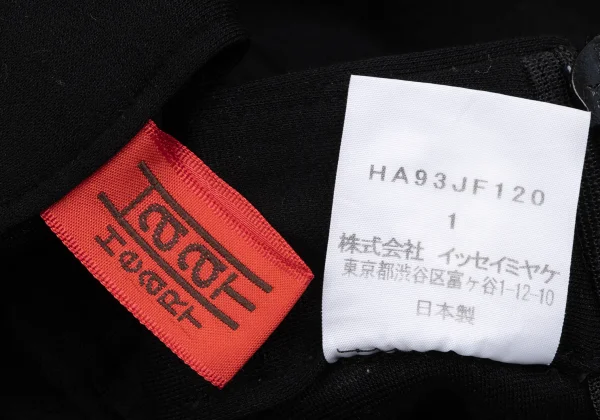 HaaT
HeaRT
HA93JF120
1
株式会社 イッセイミヤケ
東京都渋谷区富ヶ谷1-12-10
日本製